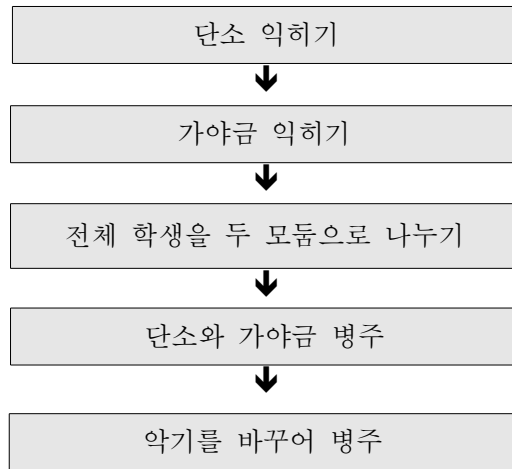 단소 익히기
가야금 익히기
전체 학생을 두 모둠으로 나누기
단소와 가야금 병주
악기를 바꾸어 병주